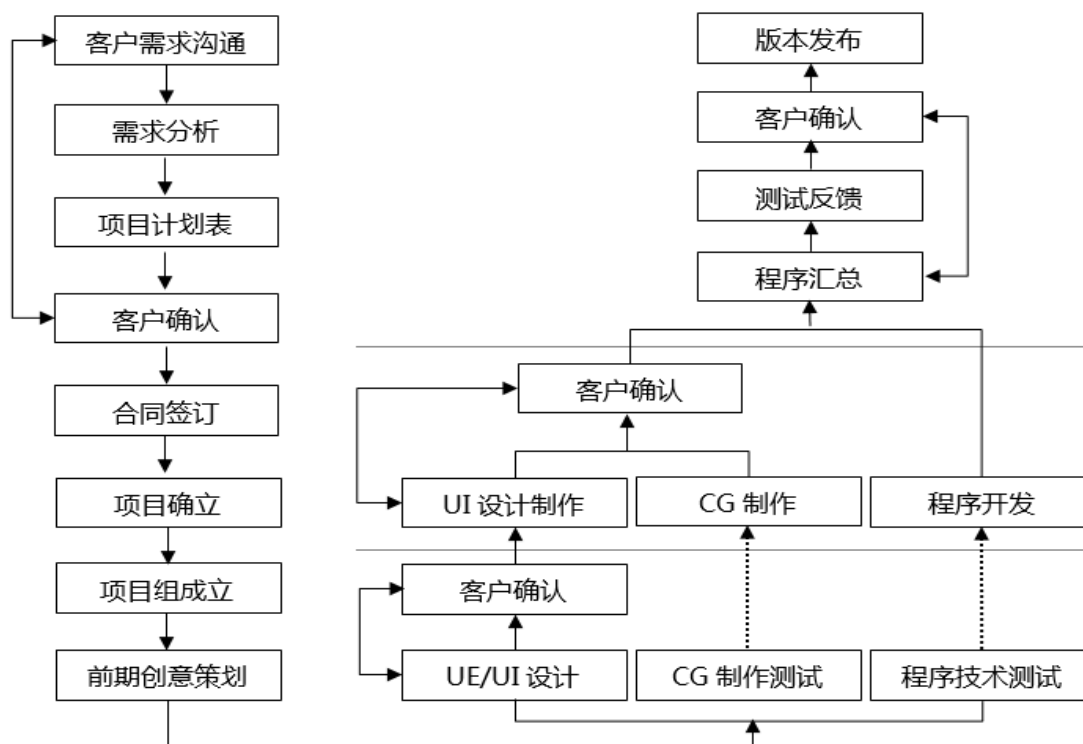 客户需求沟通
需求分析
项目计划表
客户确认
合同签订
项目确立
项目组成立
前期创意策划
版本发布
客户确认
测试反馈
程序汇总
客户确认
UI 设计制作
CG 制作
程序开发
客户确认
UE/UI 设计
CG 制作测试
程序技术测试